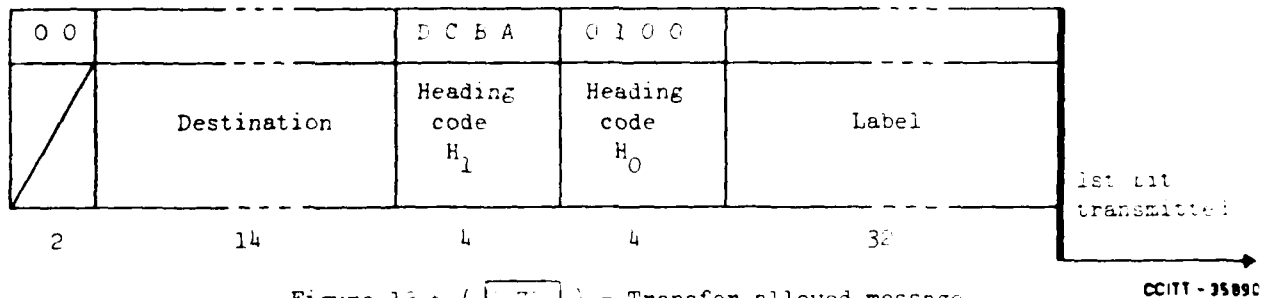 0 0 D C B A 0 1 0 0
Destination
Heading code H1
Heading code H0
Label
1st bit transmitted
2 14 4 4 32
Figure - Transfer allowed message
CCITT - 35890